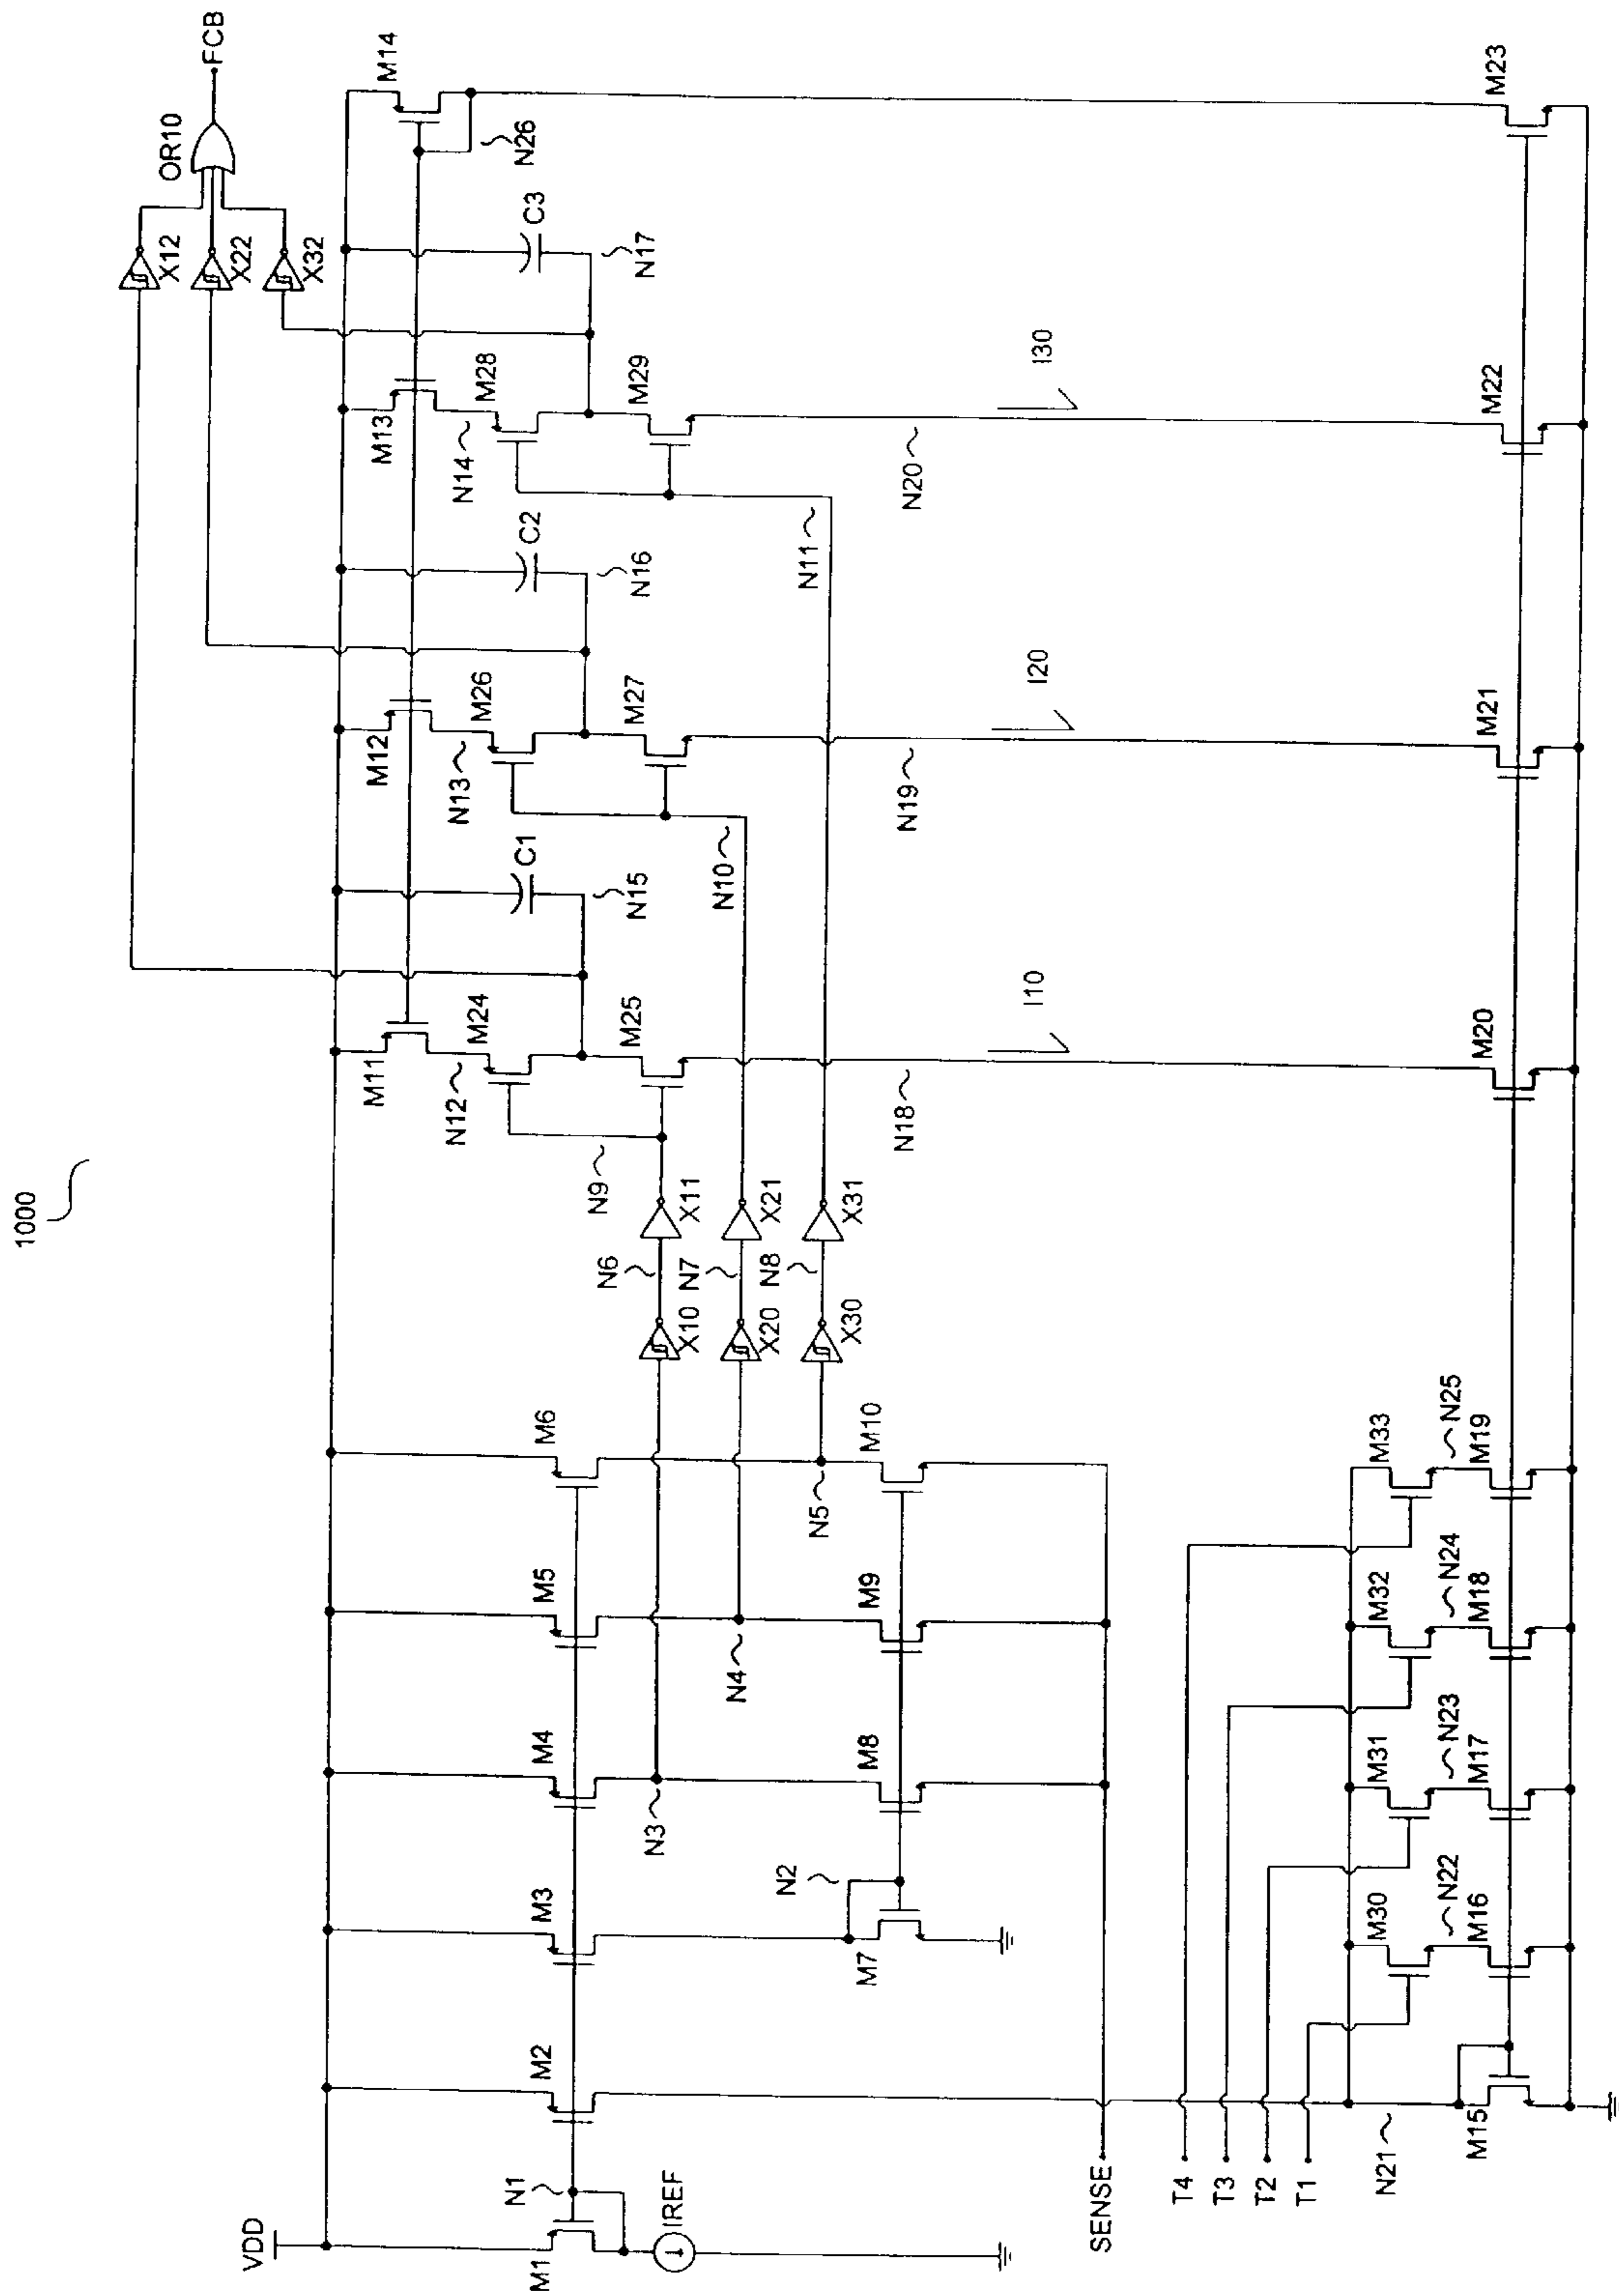 1000
VDD
M1
N1
IREF
M2
M3
M4
M5
M6
N2
M7
N3
M8
N4
M9
N5
M10
SENSE
T4
T3
T2
T1
N21
M15
M30
N22
M16
M31
N23
M17
M32
N24
M18
M33
N25
M19
X10
N6
X11
X20
N7
X21
X30
N8
X31
N9
N10
N11
M11
N12
M24
M25
C1
N15
N18
I10
M20
M12
N13
M26
M27
C2
N16
N19
I20
M21
M13
N14
M28
M29
C3
N17
N20
I30
M22
M14
N26
M23
X12
X22
X32
OR10
FCB